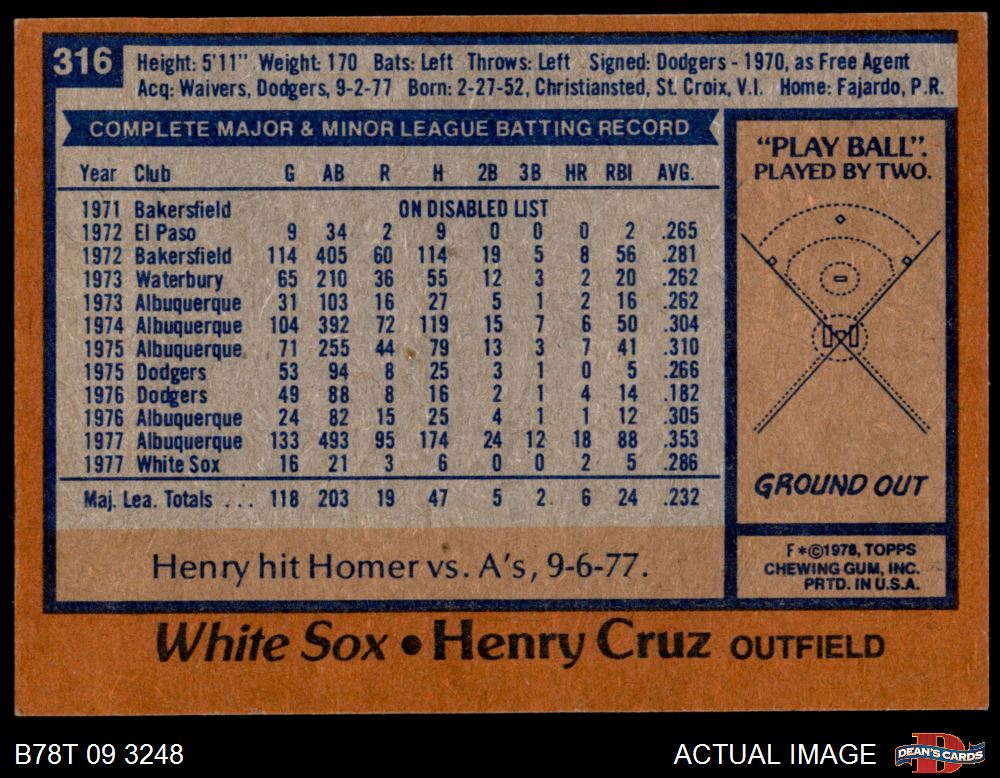 316
Height: 5'11" Weight: 170 Bats: Left Throws: Left Signed: Dodgers - 1970, as Free Agent
Acq: Waivers, Dodgers, 9-2-77 Born: 2-27-52, Christiansted, St. Croix, V.I. Home: Fajardo, P.R.
COMPLETE MAJOR & MINOR LEAGUE BATTING RECORD
Year Club G AB R H 2B 3B HR RBI AVG.
1971 Bakersfield ON DISABLED LIST
1972 El Paso 9 34 2 9 0 0 0 2 .265
1972 Bakersfield 114 405 60 114 19 5 8 56 .281
1973 Waterbury 65 210 36 55 12 3 2 20 .262
1973 Albuquerque 31 103 16 27 5 1 2 16 .262
1974 Albuquerque 104 392 72 119 15 7 6 50 .304
1975 Albuquerque 71 255 44 79 13 3 7 41 .310
1975 Dodgers 53 94 8 25 3 1 0 5 .266
1976 Dodgers 49 88 8 16 2 1 4 14 .182
1976 Albuquerque 24 82 15 25 4 1 1 12 .305
1977 Albuquerque 133 493 95 174 24 12 18 88 .353
1977 White Sox 16 21 3 6 0 0 2 5 .286
Maj. Lea. Totals . . . 118 203 19 47 5 2 6 24 .232
Henry hit Homer vs. A's, 9-6-77.
"PLAY BALL".
PLAYED BY TWO.
GROUND OUT
F*©1978, TOPPS
CHEWING GUM, INC.
PRTD. IN U.S.A.
White Sox • Henry Cruz OUTFIELD
B78T 09 3248
ACTUAL IMAGE
D
DEAN'S CARDS